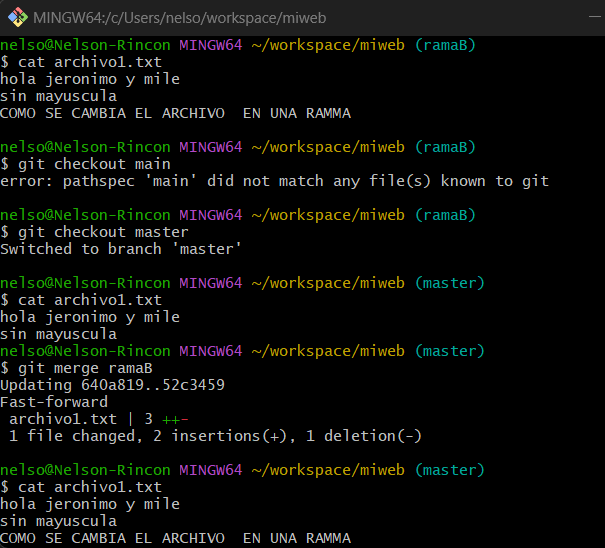 MINGW64:/c/Users/nelso/workspace/miweb
nelso@Nelson-Rincon MINGW64 ~/workspace/miweb (ramaB)
$ cat archivo1.txt
hola jeronimo y mile
sin mayuscula
COMO SE CAMBIA EL ARCHIVO  EN UNA RAMMA
nelso@Nelson-Rincon MINGW64 ~/workspace/miweb (ramaB)
$ git checkout main
error: pathspec 'main' did not match any file(s) known to git
nelso@Nelson-Rincon MINGW64 ~/workspace/miweb (ramaB)
$ git checkout master
Switched to branch 'master'
nelso@Nelson-Rincon MINGW64 ~/workspace/miweb (master)
$ cat archivo1.txt
hola jeronimo y mile
sin mayuscula
nelso@Nelson-Rincon MINGW64 ~/workspace/miweb (master)
$ git merge ramaB
Updating 640a819..52c3459
Fast-forward
 archivo1.txt | 3 ++-
 1 file changed, 2 insertions(+), 1 deletion(-)
nelso@Nelson-Rincon MINGW64 ~/workspace/miweb (master)
$ cat archivo1.txt
hola jeronimo y mile
sin mayuscula
COMO SE CAMBIA EL ARCHIVO  EN UNA RAMMA